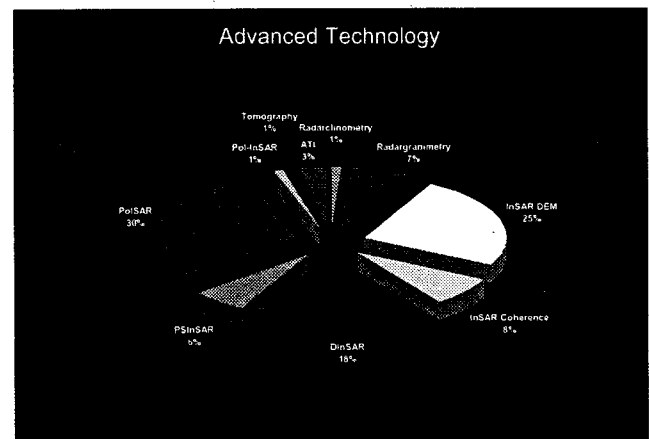 Advanced Technology
Tomography
1%
Radarclinometry
1%
Pol-InSAR
1%
ATI
3%
Radargrammetry
7%
PolSAR
30%
InSAR DEM
25%
PSInSAR
6%
InSAR Coherence
8%
DInSAR
18%